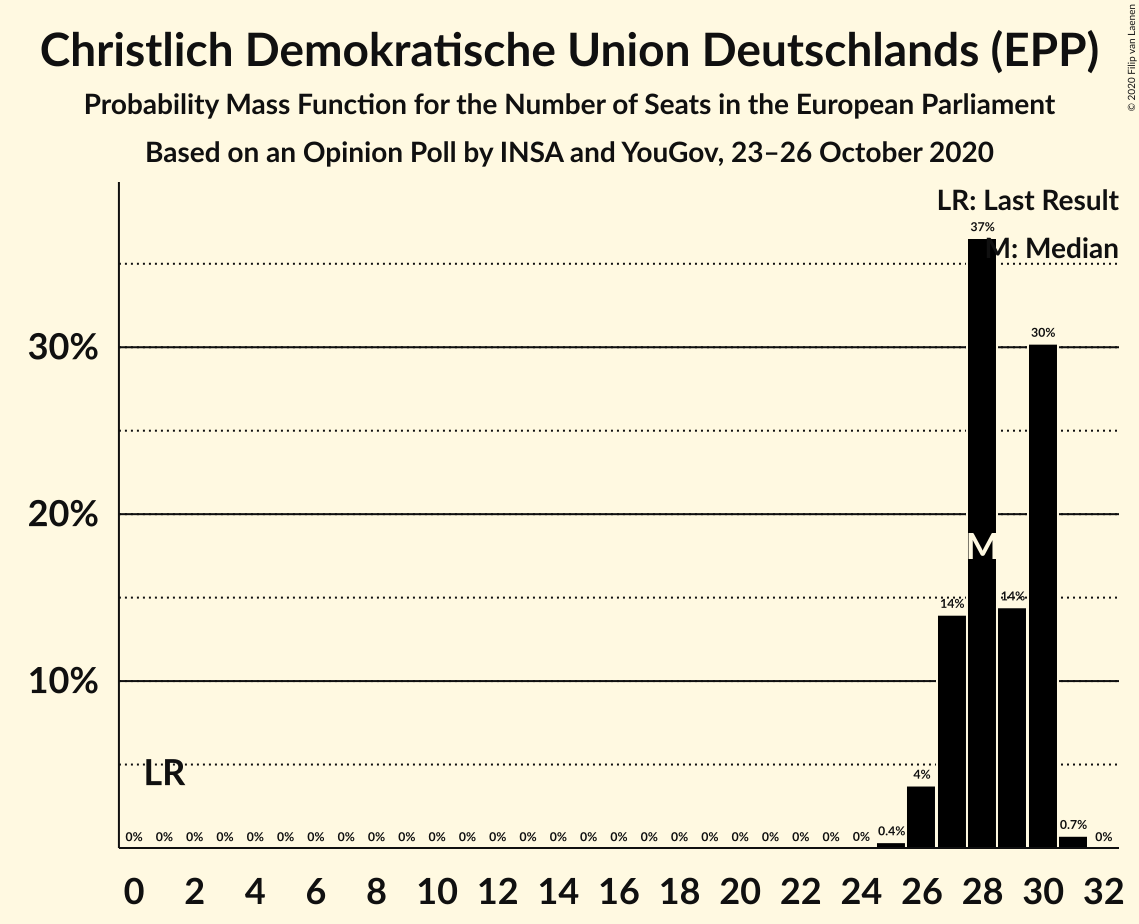 Christlich Demokratische Union Deutschlands (EPP)
Probability Mass Function for the Number of Seats in the European Parliament
Based on an Opinion Poll by INSA and YouGov, 23–26 October 2020
© 2020 Filip van Laenen
LR: Last Result
M: Median
37%
30%
30%
20%
M
14%
14%
10%
LR
4%
0% 0% 0% 0% 0% 0% 0% 0% 0% 0% 0% 0% 0% 0% 0% 0% 0% 0% 0% 0% 0% 0% 0% 0% 0% 0.4% 0.7% 0%
0 2 4 6 8 10 12 14 16 18 20 22 24 26 28 30 32